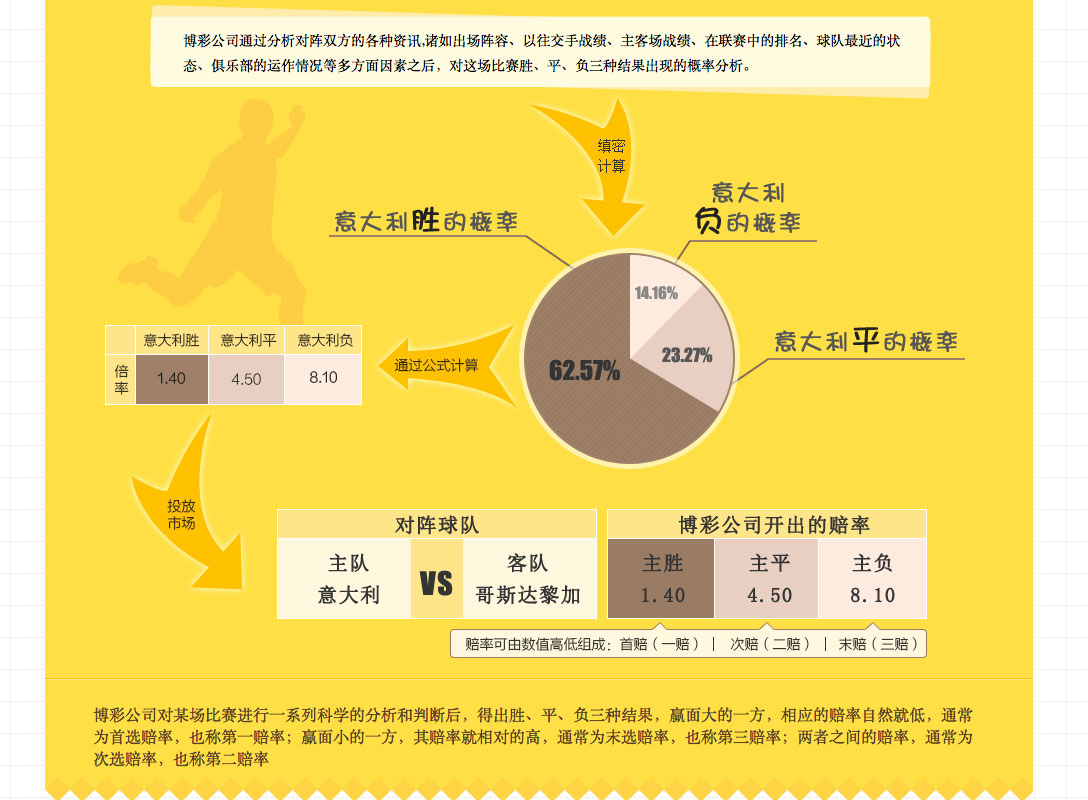 博彩公司通过分析对阵双方的各种资讯,诸如出场阵容、以往交手战绩、主客场战绩、在联赛中的排名、球队最近的状
态、俱乐部的运作情况等多方面因素之后，对这场比赛胜、平、负三种结果出现的概率分析。
缜密
计算
意大利
负的概率
意大利胜的概率
14.16%
23.27%
62.57%
意大利平的概率
意大利胜 意大利平 意大利负
倍率 1.40 4.50 8.10
通过公式计算
投放
市场
对阵球队 博彩公司开出的赔率
主队 VS 客队 主胜 主平 主负
意大利 哥斯达黎加 1.40 4.50 8.10
赔率可由数值高低组成：首赔（一赔）｜ 次赔（二赔）｜ 末赔（三赔）
博彩公司对某场比赛进行一系列科学的分析和判断后，得出胜、平、负三种结果，赢面大的一方，相应的赔率自然就低，通常
为首选赔率，也称第一赔率；赢面小的一方，其赔率就相对的高，通常为末选赔率，也称第三赔率；两者之间的赔率，通常为
次选赔率，也称第二赔率